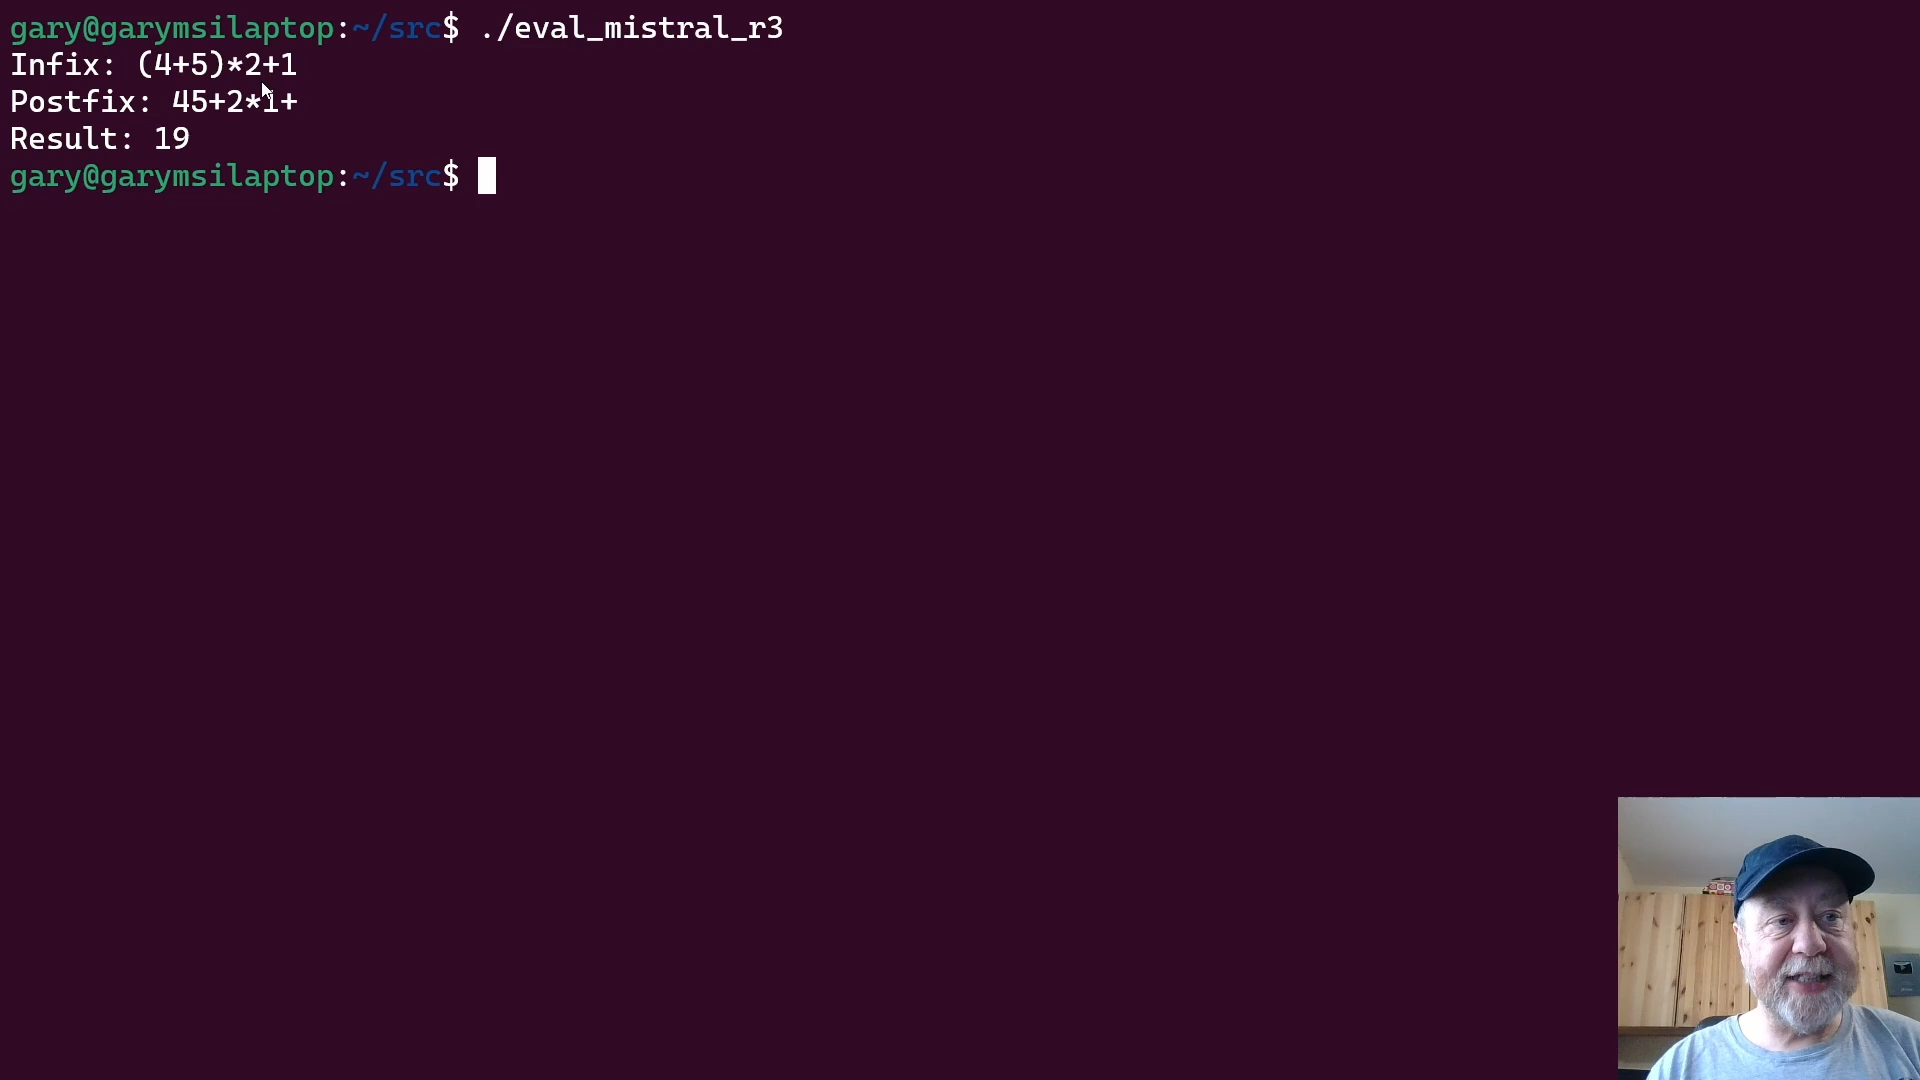 gary@garymsilaptop:~/src$ ./eval_mistral_r3
Infix: (4+5)*2+1
Postfix: 45+2*1+
Result: 19
gary@garymsilaptop:~/src$